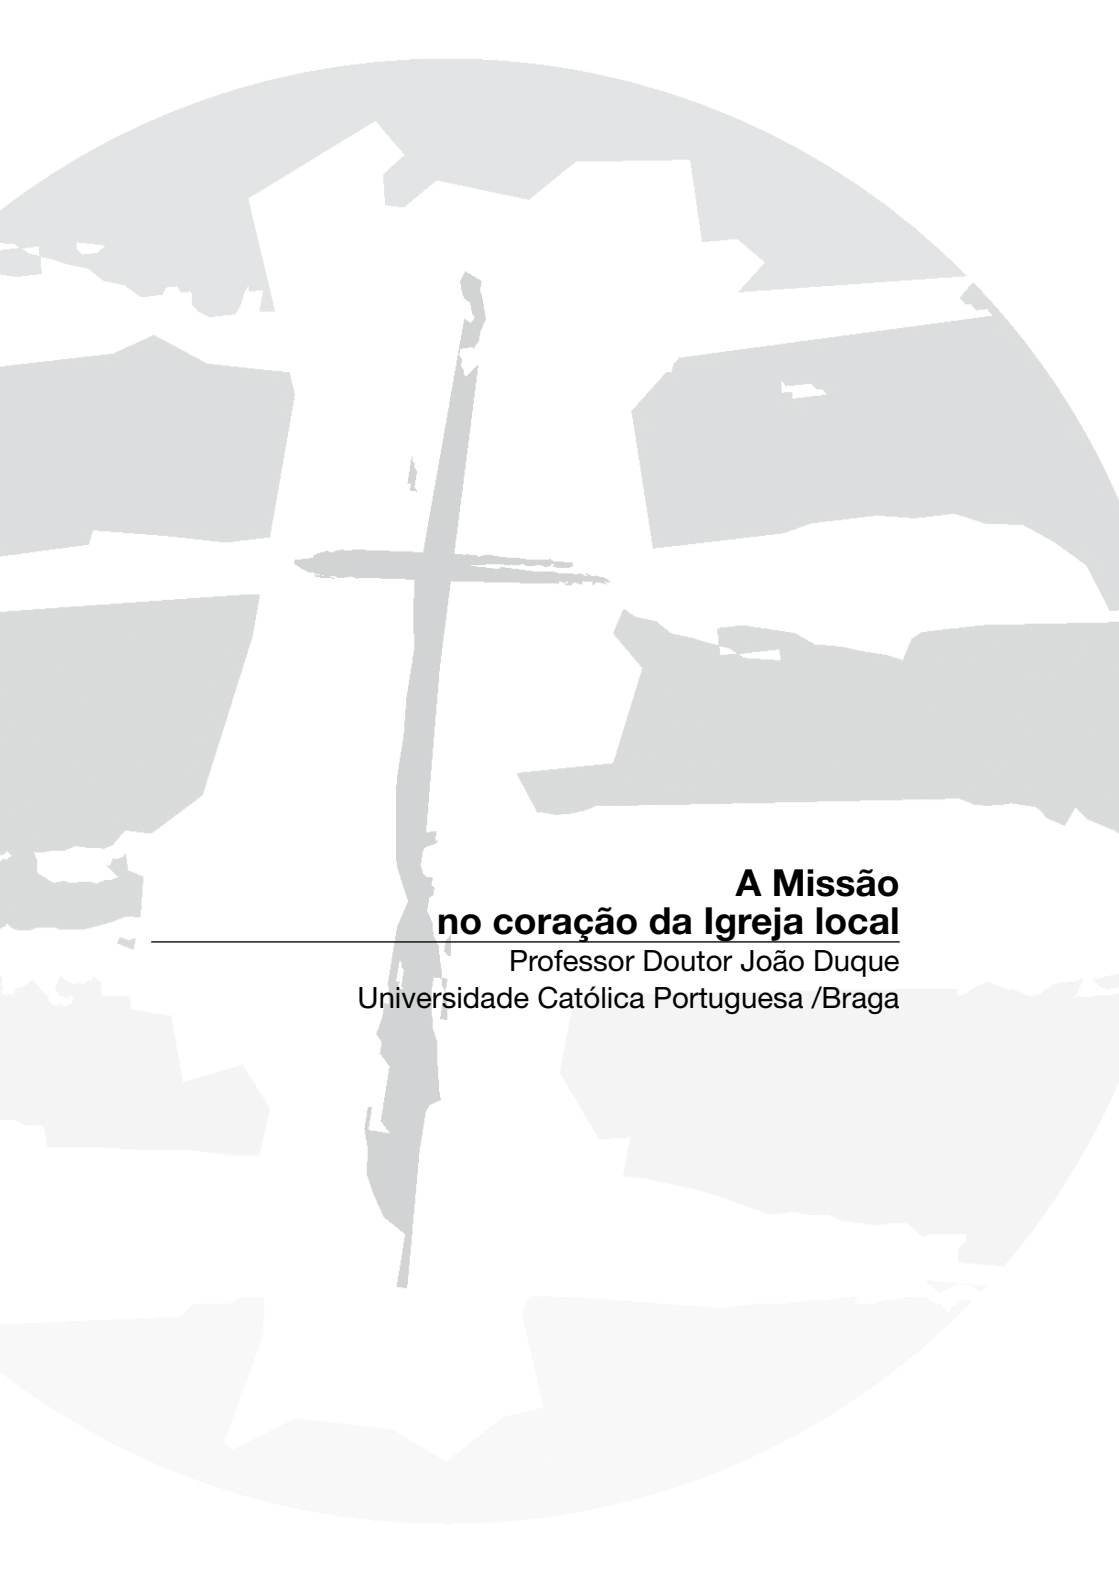 A Missão
no coração da Igreja local
Professor Doutor João Duque
Universidade Católica Portuguesa /Braga